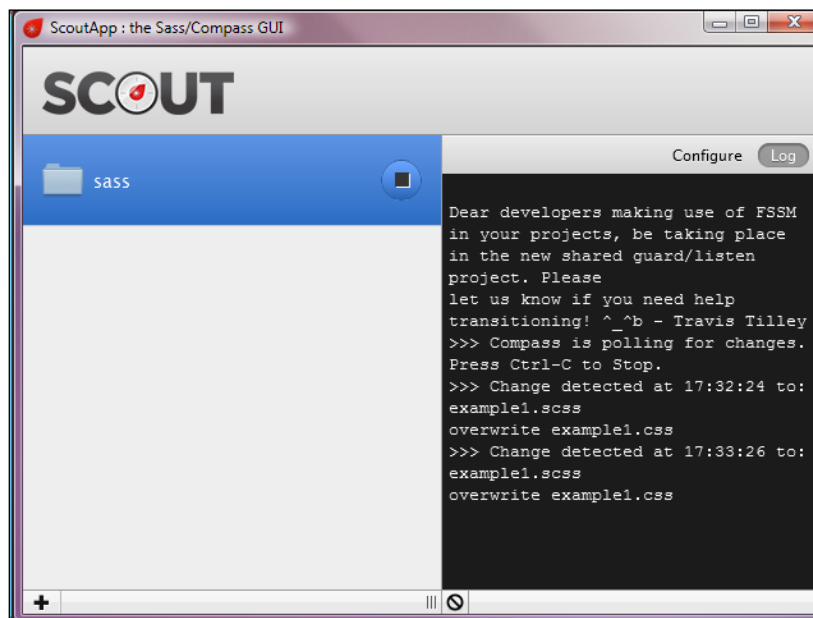 ScoutApp : the Sass/Compass GUI
SCOUT
sass
Configure Log
Dear developers making use of FSSM
in your projects, be taking place
in the new shared guard/listen
project. Please
let us know if you need help
transitioning! ^_^b - Travis Tilley
>>> Compass is polling for changes.
Press Ctrl-C to Stop.
>>> Change detected at 17:32:24 to:
example1.scss
overwrite example1.css
>>> Change detected at 17:33:26 to:
example1.scss
overwrite example1.css